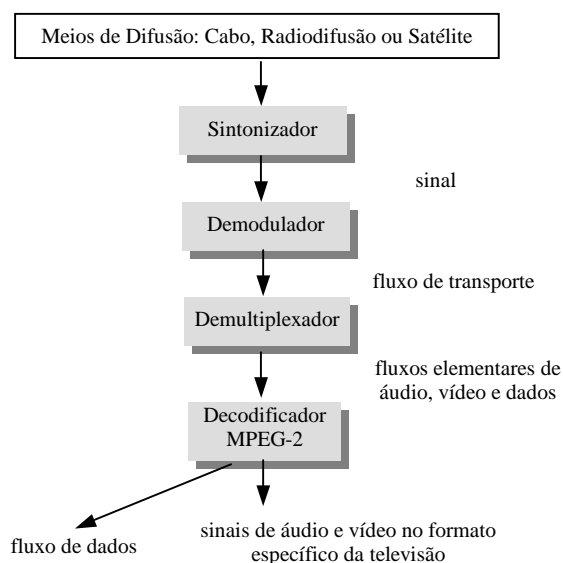 Meios de Difusão: Cabo, Radiodifusão ou Satélite
Sintonizador
sinal
Demodulador
fluxo de transporte
Demultiplexador
fluxos elementares de
áudio, vídeo e dados
Decodificador
MPEG-2
fluxo de dados
sinais de áudio e vídeo no formato
específico da televisão